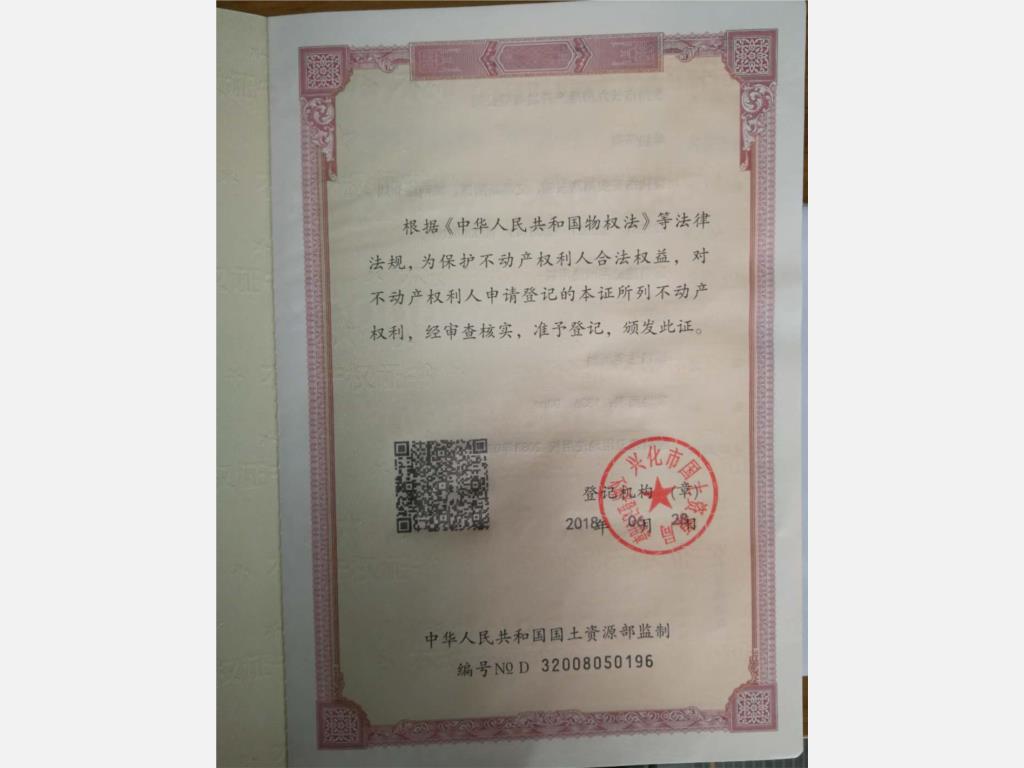 根据《中华人民共和国物权法》等法律
法规，为保护不动产权利人合法权益，对
不动产权利人申请登记的本证所列不动产
权利，经审查核实，准予登记，颁发此证。
兴化市国土资源局
登记机构（章）
2018年 06月 28日
中华人民共和国国土资源部监制
编号 № D 32008050196